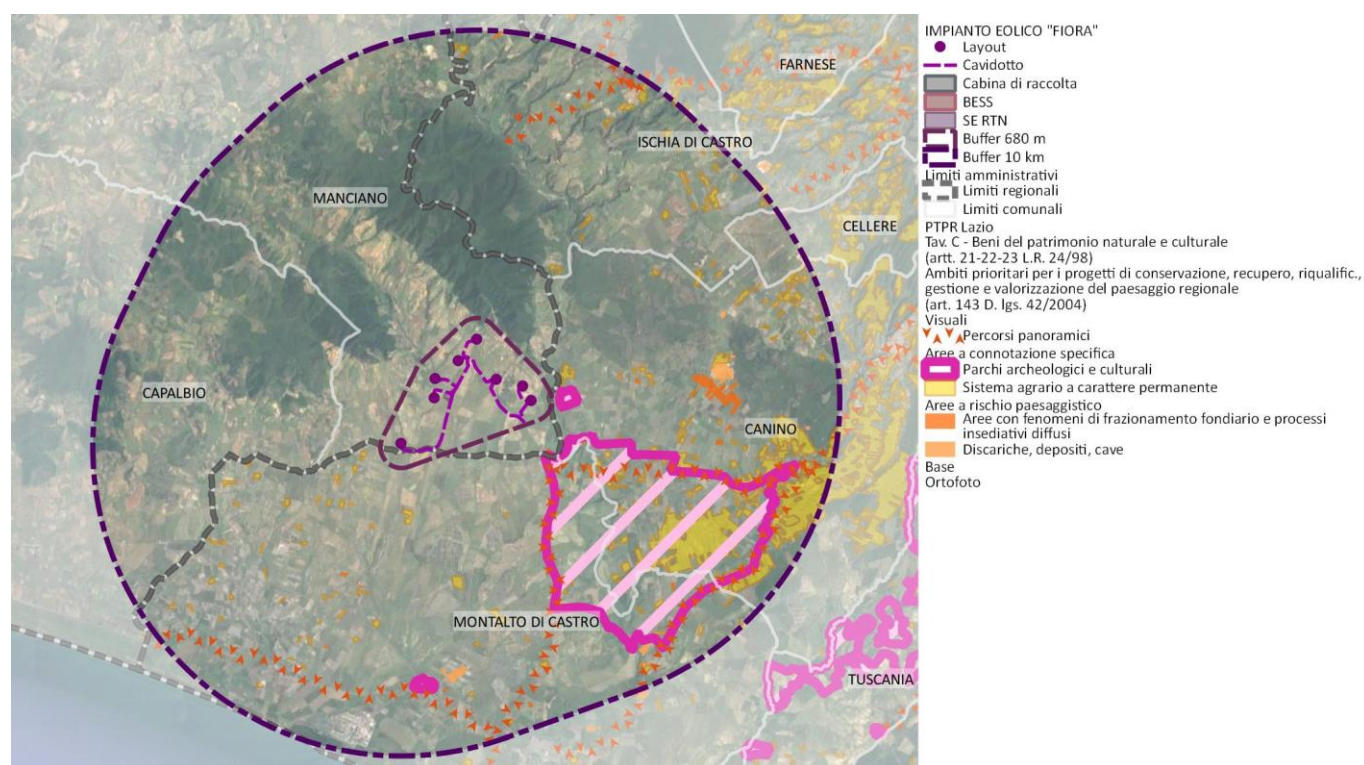 FARNESE
ISCHIA DI CASTRO
MANCIANO
CELLERE
CAPALBIO
CANINO
MONTALTO DI CASTRO
TUSCANIA
IMPIANTO EOLICO "FIORA"
Layout
Cavidotto
Cabina di raccolta
BESS
SE RTN
Buffer 680 m
Buffer 10 km
Limiti amministrativi
Limiti regionali
Limiti comunali
PTPR Lazio
Tav. C - Beni del patrimonio naturale e culturale
(artt. 21-22-23 L.R. 24/98)
Ambiti prioritari per i progetti di conservazione, recupero, riqualific.,
gestione e valorizzazione del paesaggio regionale
(art. 143 D. lgs. 42/2004)
Visuali
Percorsi panoramici
Aree a connotazione specifica
Parchi archeologici e culturali
Sistema agrario a carattere permanente
Aree a rischio paesaggistico
Aree con fenomeni di frazionamento fondiario e processi
insediativi diffusi
Discariche, depositi, cave
Base
Ortofoto